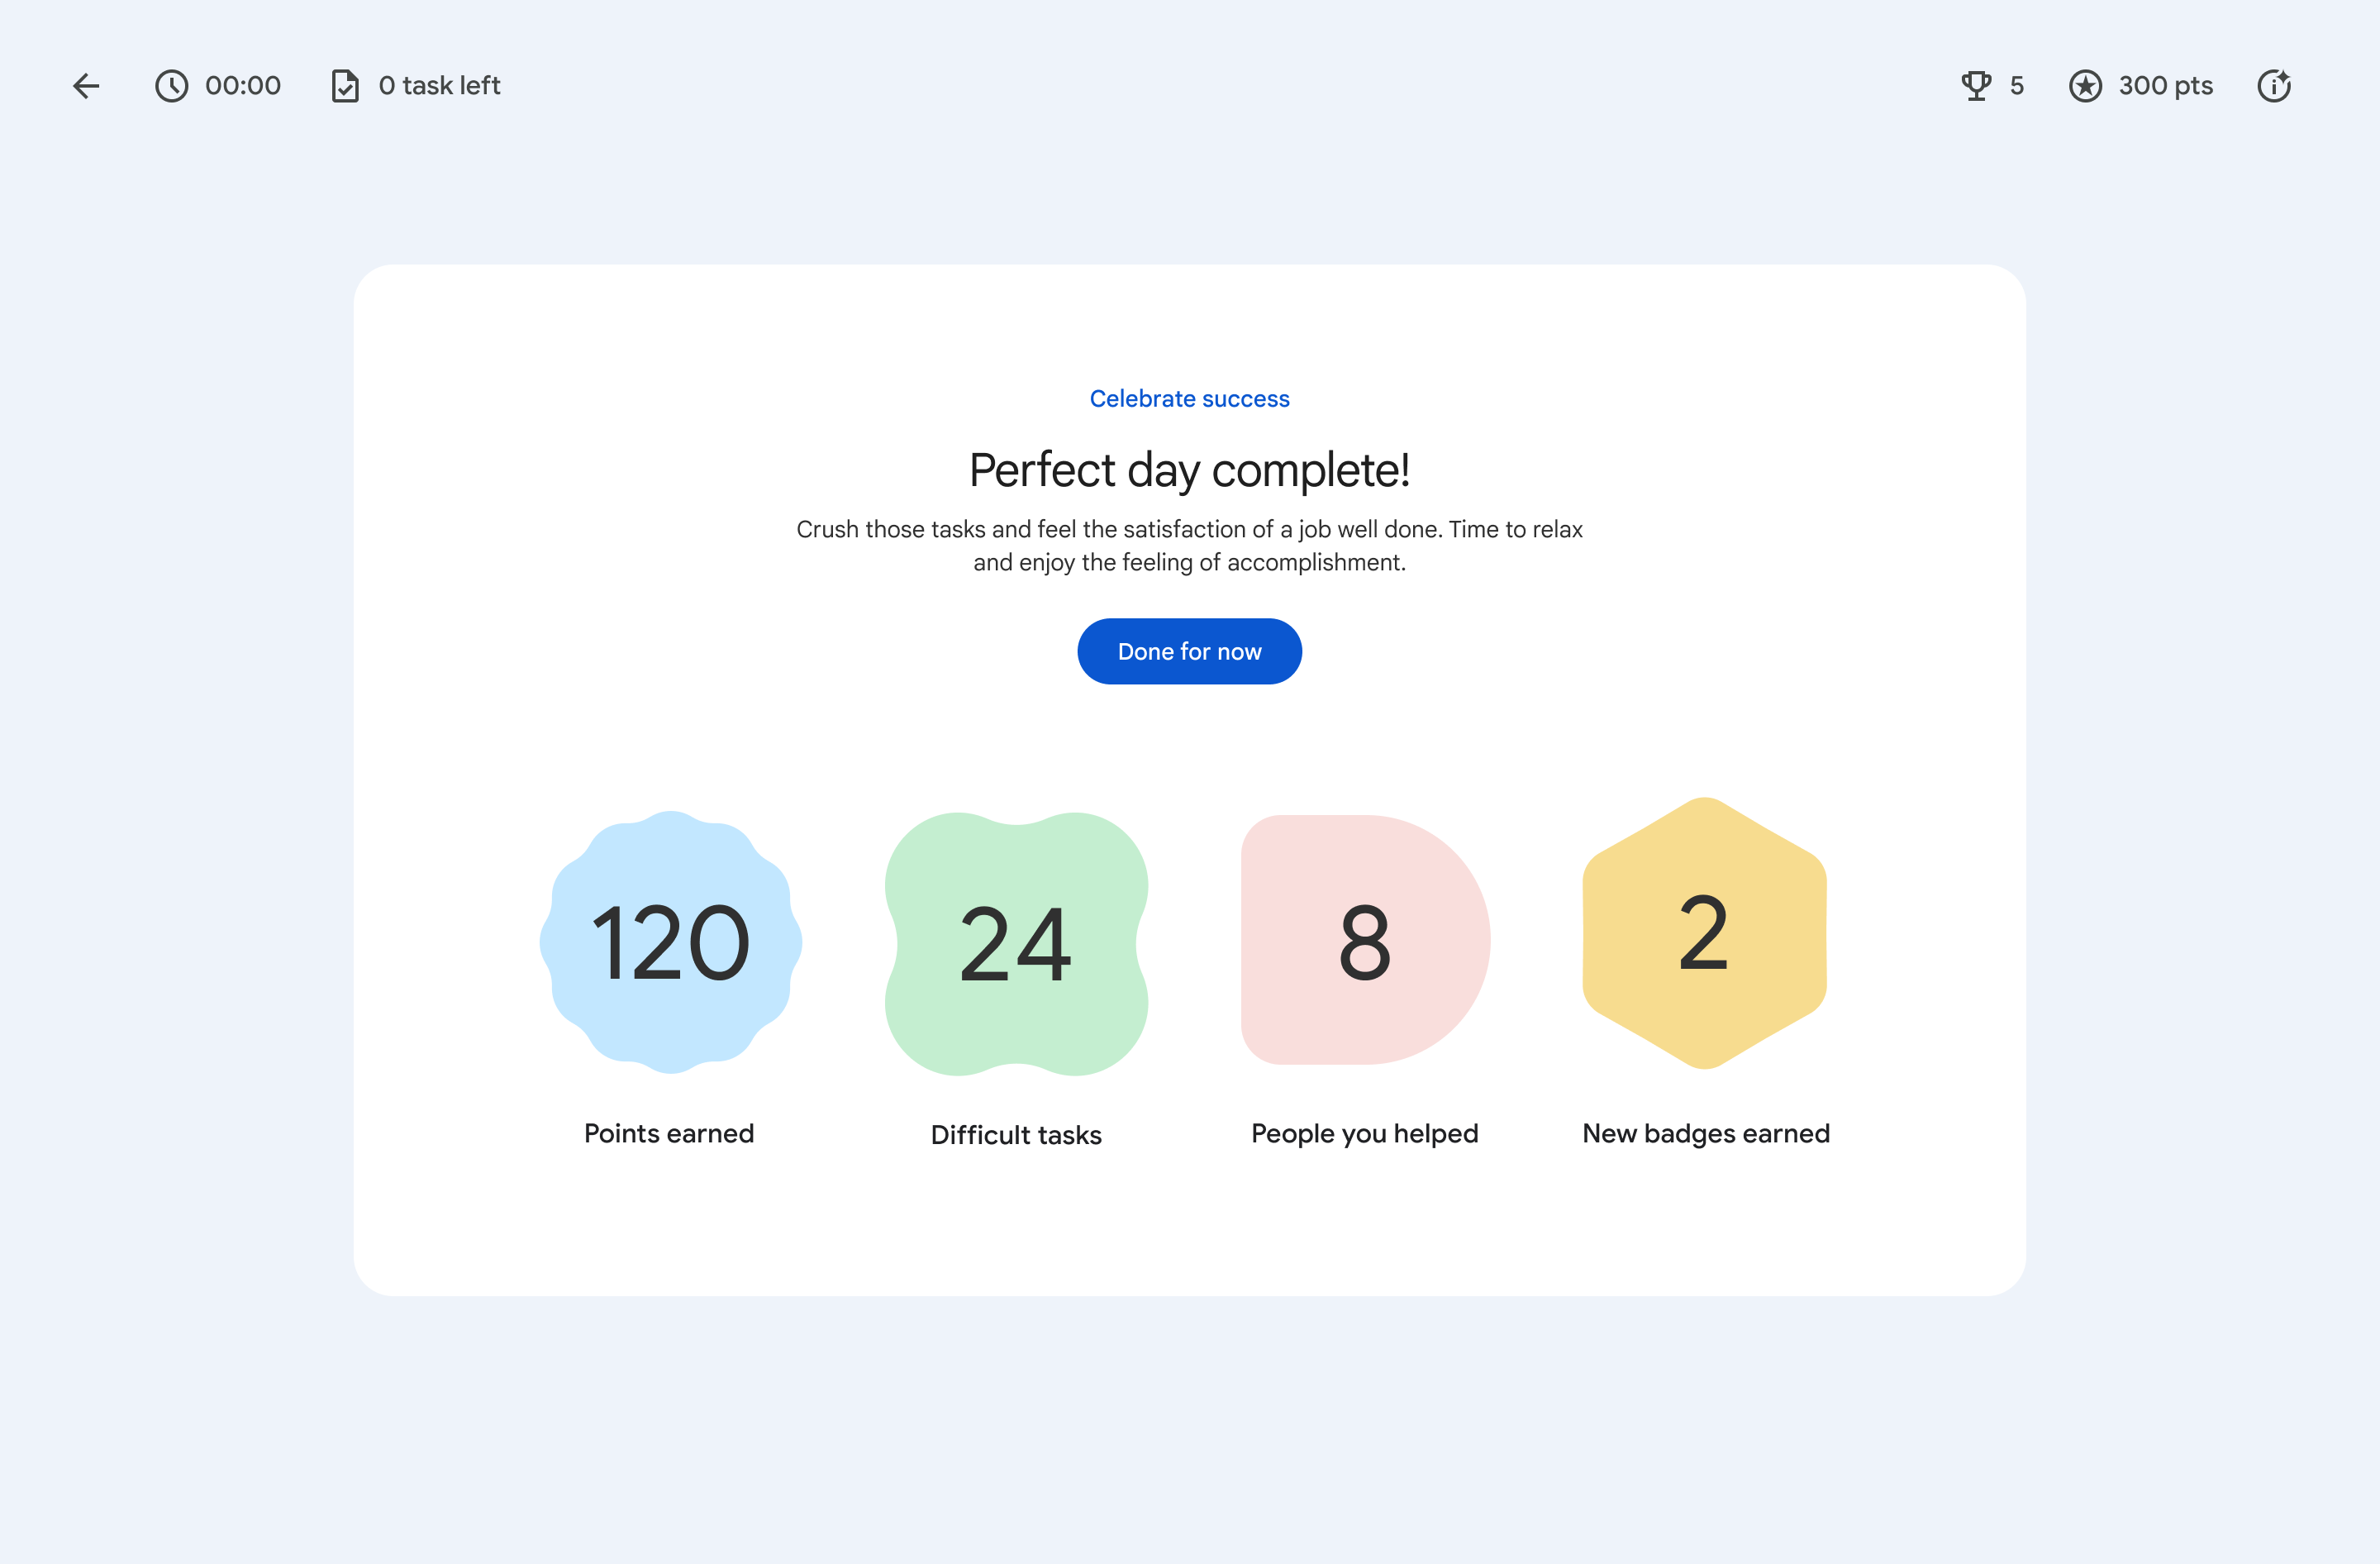 00:00
0 task left
5
300 pts
Celebrate success
Perfect day complete!
Crush those tasks and feel the satisfaction of a job well done. Time to relax
and enjoy the feeling of accomplishment.
Done for now
120
24
8
2
Points earned
Difficult tasks
People you helped
New badges earned